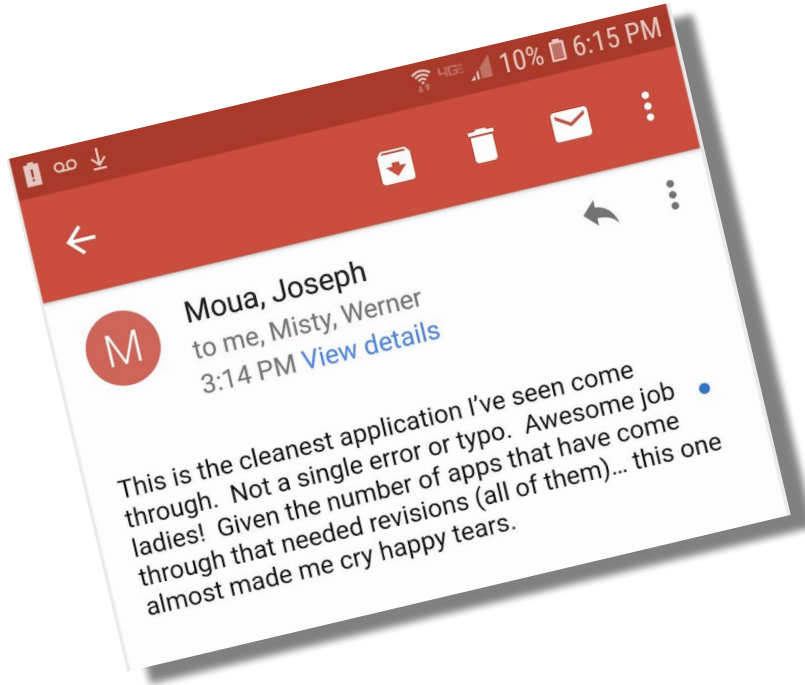 4GE 10% 6:15 PM
M
Moua, Joseph
to me, Misty, Werner
3:14 PM View details
This is the cleanest application I've seen come
through.  Not a single error or typo.  Awesome job
ladies!  Given the number of apps that have come
through that needed revisions (all of them)… this one
almost made me cry happy tears.